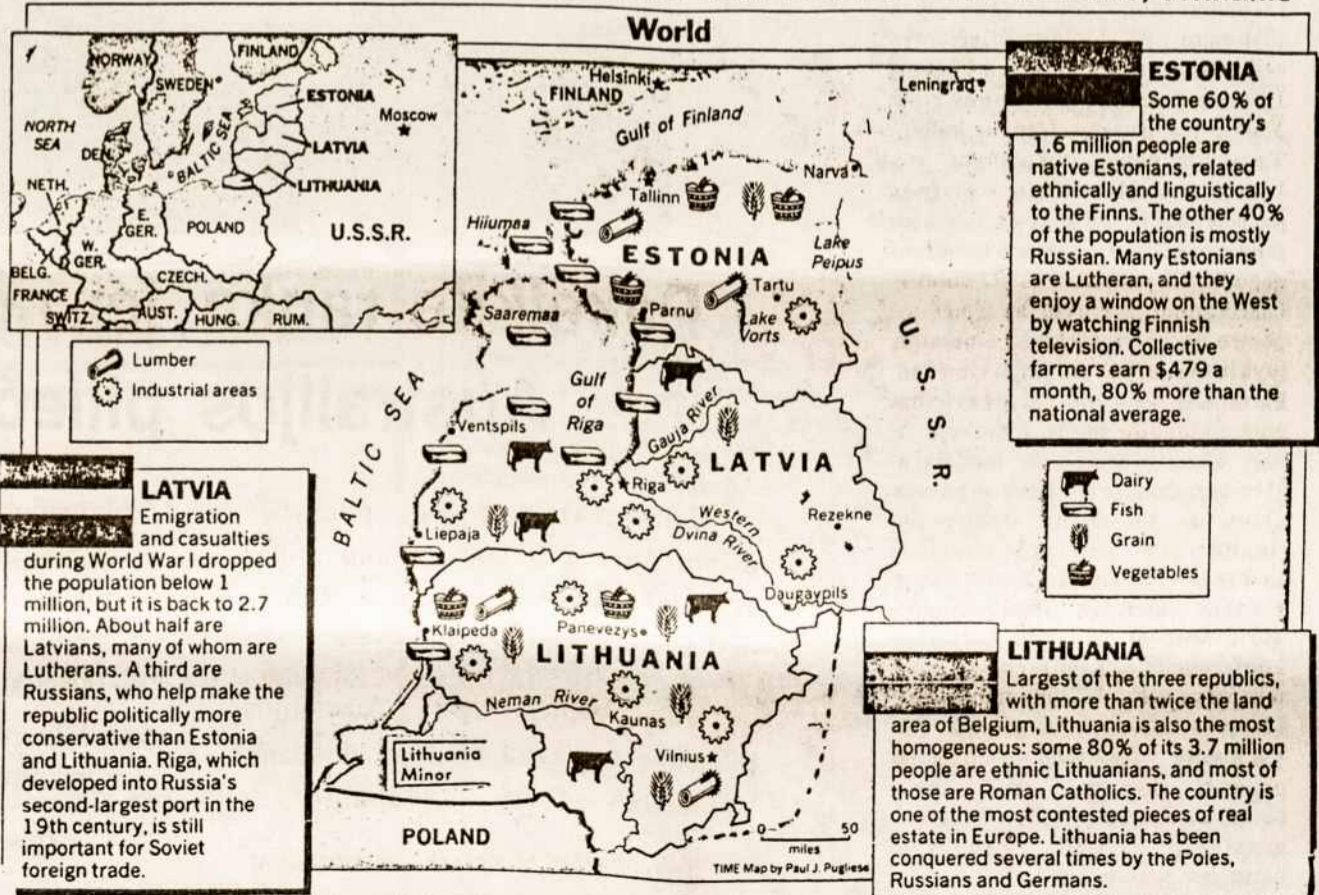 World
NORWAY
FINLAND
SWEDEN
ESTONIA
Moscow
NORTH
SEA
BALTIC SEA
LATVIA
DEN.
LITHUANIA
NETH.
E.
GER.
POLAND
U.S.S.R.
W.
GER.
BELG.
CZECH.
FRANCE
SWITZ.
AUST.
HUNG.
RUM.
Lumber
Industrial areas
LATVIA
Emigration
and casualties
during World War I dropped
the population below 1
million, but it is back to 2.7
million. About half are
Latvians, many of whom are
Lutherans. A third are
Russians, who help make the
republic politically more
conservative than Estonia
and Lithuania. Riga, which
developed into Russia's
second-largest port in the
19th century, is still
important for Soviet
foreign trade.
Helsinki
FINLAND
Leningrad
Gulf of Finland
Narva
Tallinn
Hiiumaa
ESTONIA
Lake
Peipus
Tartu
Saaremaa
Parnu
Lake
Vorts
U.S.S.R.
BALTIC SEA
Gulf
of
Riga
Ventspils
Gauja River
LATVIA
Riga
Western
Dvina River
Rezekne
Liepaja
Daugavpils
Klaipeda
Panevezys
LITHUANIA
Neman River
Kaunas
Lithuania
Minor
Vilnius
POLAND
0 50
miles
TIME Map by Paul J. Pugliese
ESTONIA
Some 60% of
the country's
1.6 million people are
native Estonians, related
ethnically and linguistically
to the Finns. The other 40%
of the population is mostly
Russian. Many Estonians
are Lutheran, and they
enjoy a window on the West
by watching Finnish
television. Collective
farmers earn $479 a
month, 80% more than the
national average.
Dairy
Fish
Grain
Vegetables
LITHUANIA
Largest of the three republics,
with more than twice the land
area of Belgium, Lithuania is also the most
homogeneous: some 80% of its 3.7 million
people are ethnic Lithuanians, and most of
those are Roman Catholics. The country is
one of the most contested pieces of real
estate in Europe. Lithuania has been
conquered several times by the Poles,
Russians and Germans.